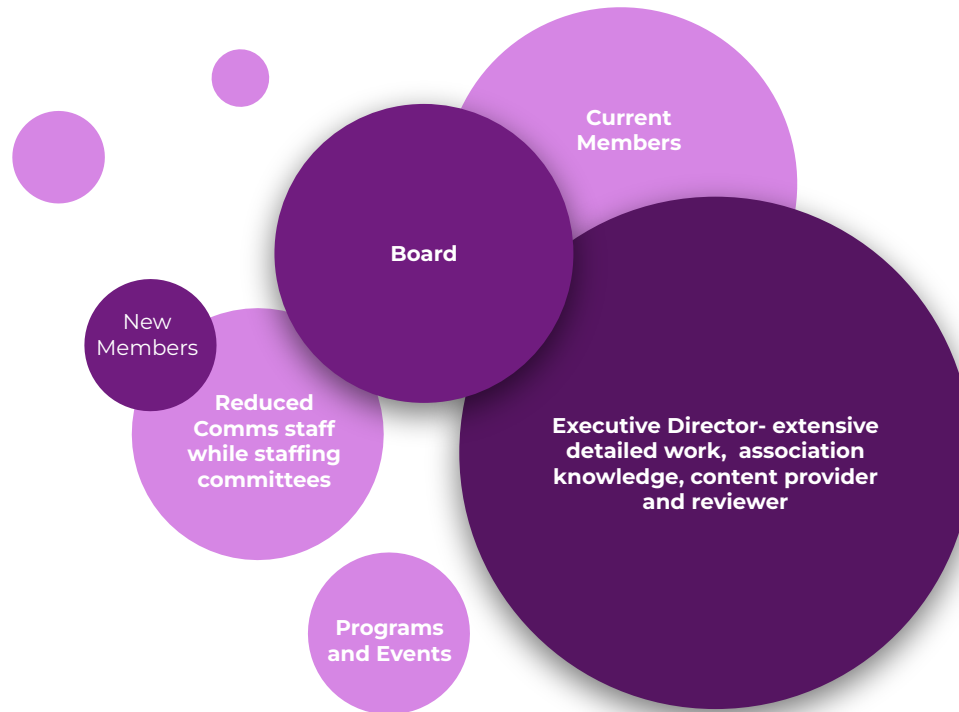 Current
Members
Board
New
Members
Reduced
Comms staff
while staffing
committees
Executive Director- extensive
detailed work, association
knowledge, content provider
and reviewer
Programs
and Events